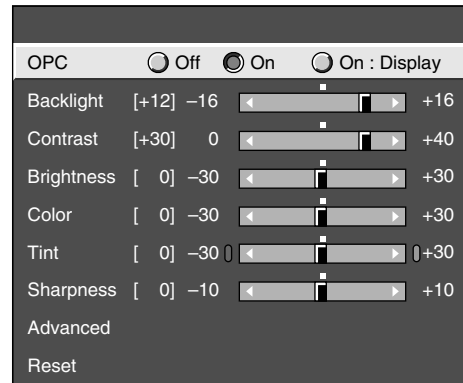 OPC Off On On : Display
Backlight [+12] –16 +16
Contrast [+30] 0 +40
Brightness [ 0] –30 +30
Color [ 0] –30 +30
Tint [ 0] –30 +30
Sharpness [ 0] –10 +10
Advanced
Reset